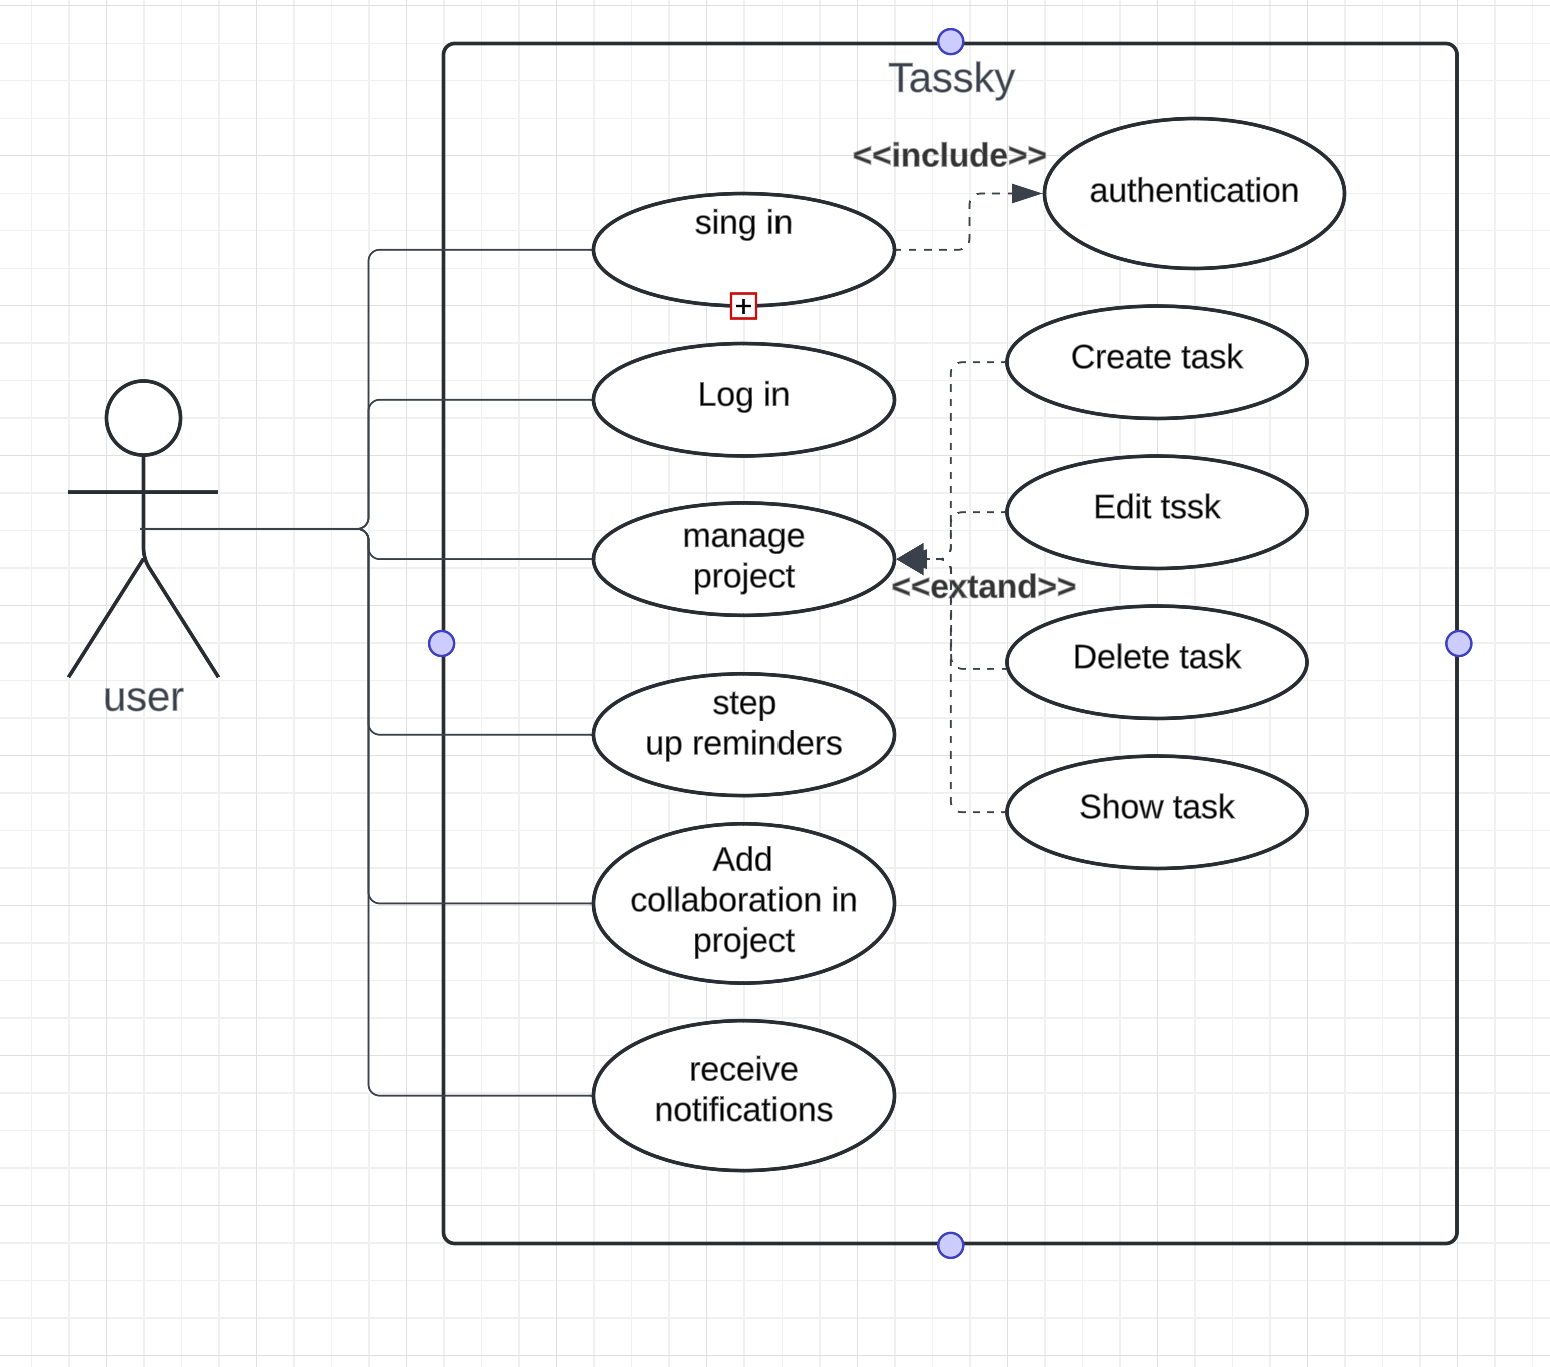 Tassky
<<include>>
authentication
sing in
Create task
Log in
Edit tssk
manage
project
<<extand>>
Delete task
user
step
up reminders
Show task
Add
collaboration in
project
receive
notifications